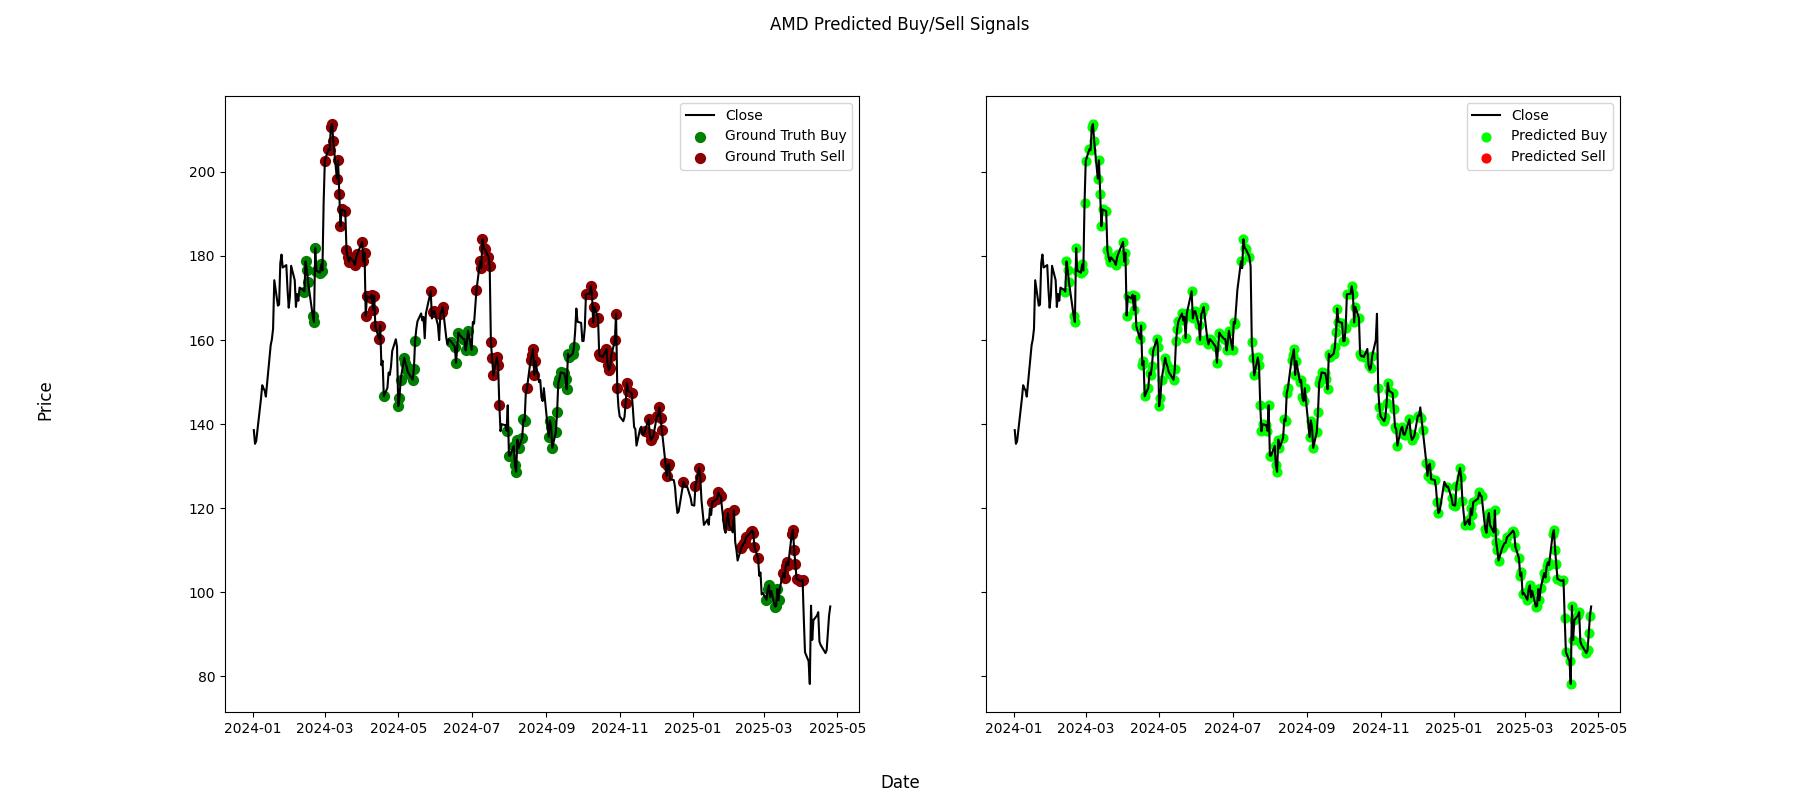 AMD Predicted Buy/Sell Signals
Close
Ground Truth Buy
Ground Truth Sell
Close
Predicted Buy
Predicted Sell
Price
200
180
160
140
120
100
80
2024-01 2024-03 2024-05 2024-07 2024-09 2024-11 2025-01 2025-03 2025-05
2024-01 2024-03 2024-05 2024-07 2024-09 2024-11 2025-01 2025-03 2025-05
Date